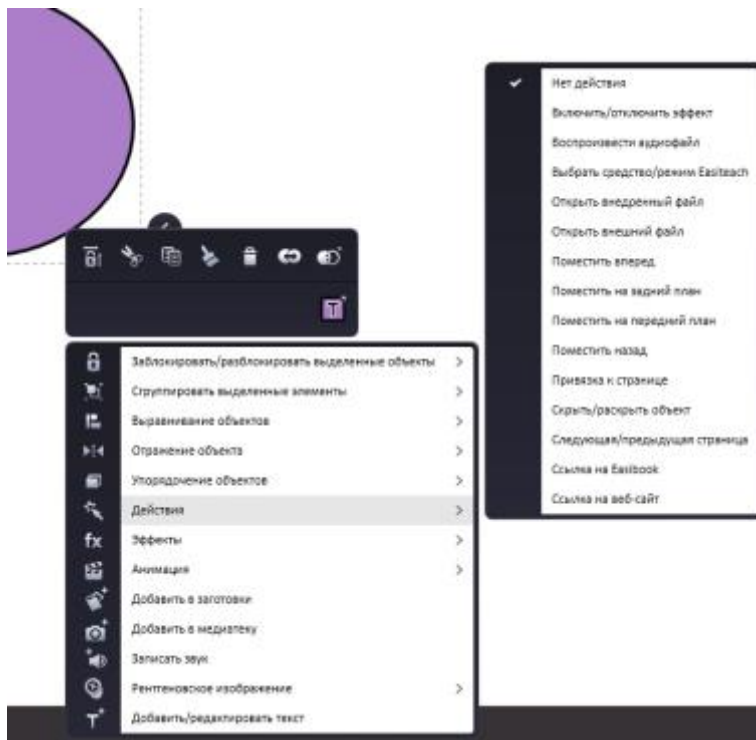 T
Заблокировать/разблокировать выделенные объекты
Сгруппировать выделенные элементы
Выравнивание объектов
Отражение объекта
Упорядочение объектов
Действия
fx
Эффекты
Анимация
Добавить в заготовки
Добавить в медиатеку
Записать звук
Рентгеновское изображение
T+
Добавить/редактировать текст
Нет действия
Включить/отключить эффект
Воспроизвести аудиофайл
Выбрать средство/режим Easiteach
Открыть внедренный файл
Открыть внешний файл
Поместить вперед
Поместить на задний план
Поместить на передний план
Поместить назад
Привязка к странице
Скрыть/раскрыть объект
Следующая/предыдущая страница
Ссылка на Easibook
Ссылка на веб-сайт